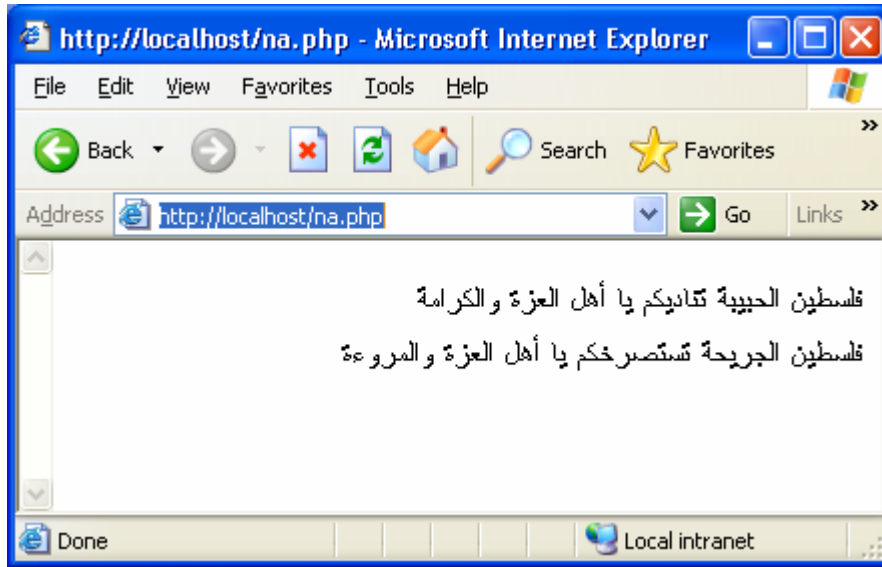 http://localhost/na.php - Microsoft Internet Explorer
File Edit View Favorites Tools Help
Back Search Favorites »
Address http://localhost/na.php Go Links »
فلسطين الحبيبة تناديكم يا أهل العزة والكرامة
فلسطين الجريحة تستصرخكم يا أهل العزة والمروءة
Done Local intranet